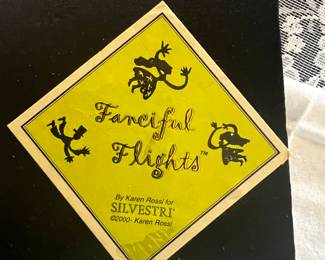 Fanciful
Flights™
By Karen Rossi for
SILVESTRI®
©2000- Karen Rossi